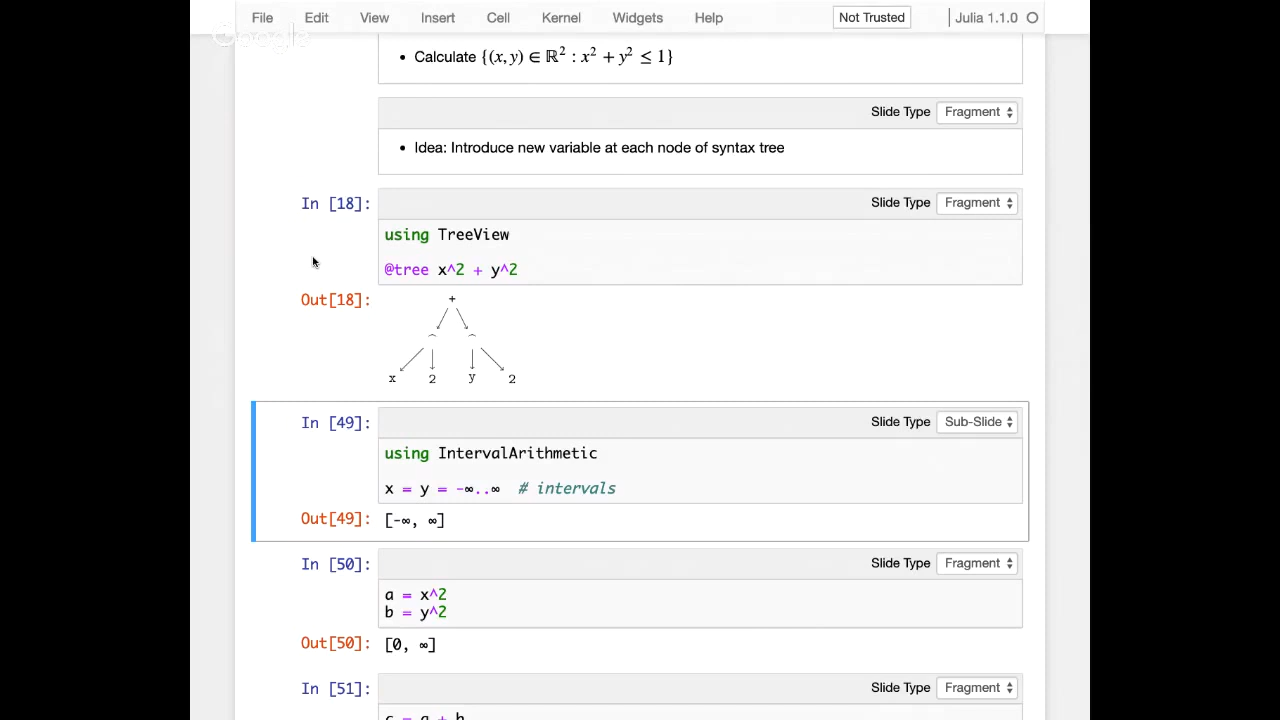 File Edit View Insert Cell Kernel Widgets Help Not Trusted Julia 1.1.0
Google
• Calculate {(x, y) ∈ ℝ² : x² + y² ≤ 1}
Slide Type Fragment
• Idea: Introduce new variable at each node of syntax tree
In [18]: Slide Type Fragment
using TreeView
@tree x^2 + y^2
Out[18]:
+
^ ^
x 2 y 2
In [49]: Slide Type Sub-Slide
using IntervalArithmetic
x = y = -∞..∞ # intervals
Out[49]: [-∞, ∞]
In [50]: Slide Type Fragment
a = x^2
b = y^2
Out[50]: [0, ∞]
In [51]: Slide Type Fragment
c = a + b